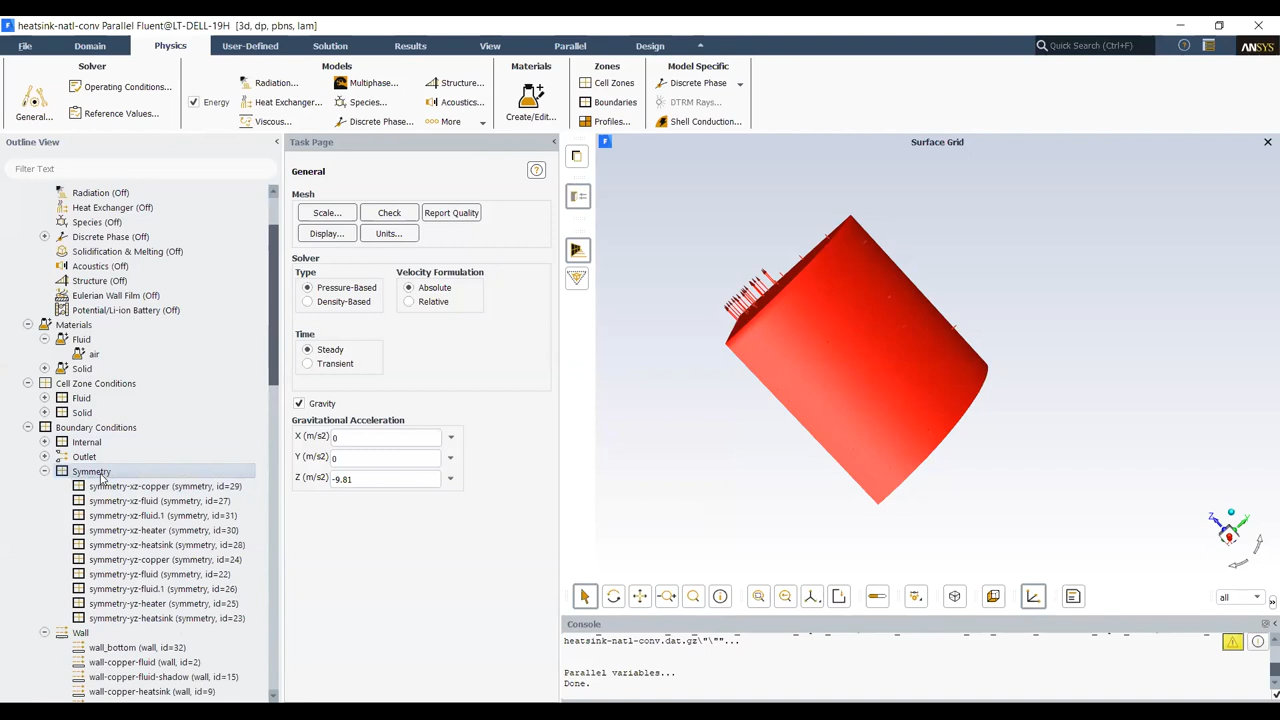 heatsink-natl-conv Parallel Fluent@LT-DELL-19H [3d, dp, pbns, lam]
File Domain Physics User-Defined Solution Results View Parallel Design Quick Search (Ctrl+F) ANSYS
Solver Models Materials Zones Model Specific
General... Operating Conditions... Reference Values...
Energy Radiation... Multiphase... Structure...
Heat Exchanger... Species... Acoustics...
Viscous... Discrete Phase... More
Create/Edit...
Cell Zones
Boundaries
Profiles...
Discrete Phase
DTRM Rays...
Shell Conduction...
Outline View
Filter Text
Radiation (Off)
Heat Exchanger (Off)
Species (Off)
Discrete Phase (Off)
Solidification & Melting (Off)
Acoustics (Off)
Structure (Off)
Eulerian Wall Film (Off)
Potential/Li-ion Battery (Off)
Materials
Fluid
air
Solid
Cell Zone Conditions
Fluid
Solid
Boundary Conditions
Internal
Outlet
Symmetry
symmetry-xz-copper (symmetry, id=29)
symmetry-xz-fluid (symmetry, id=27)
symmetry-xz-fluid.1 (symmetry, id=31)
symmetry-xz-heater (symmetry, id=30)
symmetry-xz-heatsink (symmetry, id=28)
symmetry-yz-copper (symmetry, id=24)
symmetry-yz-fluid (symmetry, id=22)
symmetry-yz-fluid.1 (symmetry, id=26)
symmetry-yz-heater (symmetry, id=25)
symmetry-yz-heatsink (symmetry, id=23)
Wall
wall_bottom (wall, id=32)
wall-copper-fluid (wall, id=2)
wall-copper-fluid-shadow (wall, id=15)
wall-copper-heatsink (wall, id=9)
Task Page
General
Mesh
Scale... Check Report Quality
Display... Units...
Solver
Type Velocity Formulation
Pressure-Based Absolute
Density-Based Relative
Time
Steady
Transient
Gravity
Gravitational Acceleration
X (m/s2) 0
Y (m/s2) 0
Z (m/s2) -9.81
Surface Grid
Z Y
all
Console
heatsink-natl-conv.dat.gz\"\""...
Parallel variables...
Done.